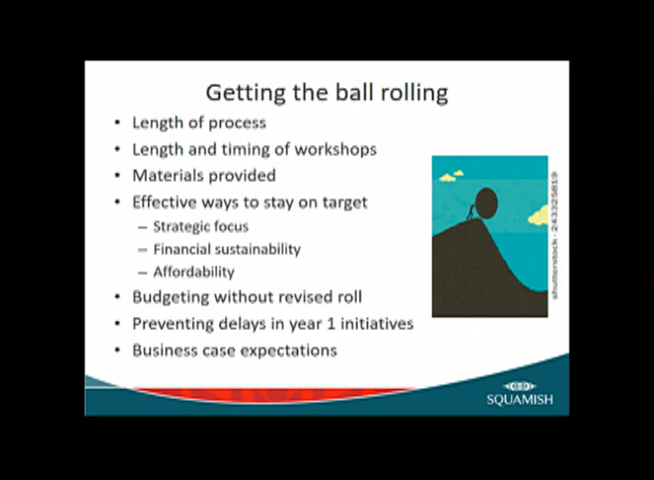 Getting the ball rolling
• Length of process
• Length and timing of workshops
• Materials provided
• Effective ways to stay on target
– Strategic focus
– Financial sustainability
– Affordability
• Budgeting without revised roll
• Preventing delays in year 1 initiatives
• Business case expectations
shutterstock · 243325819
SQUAMISH